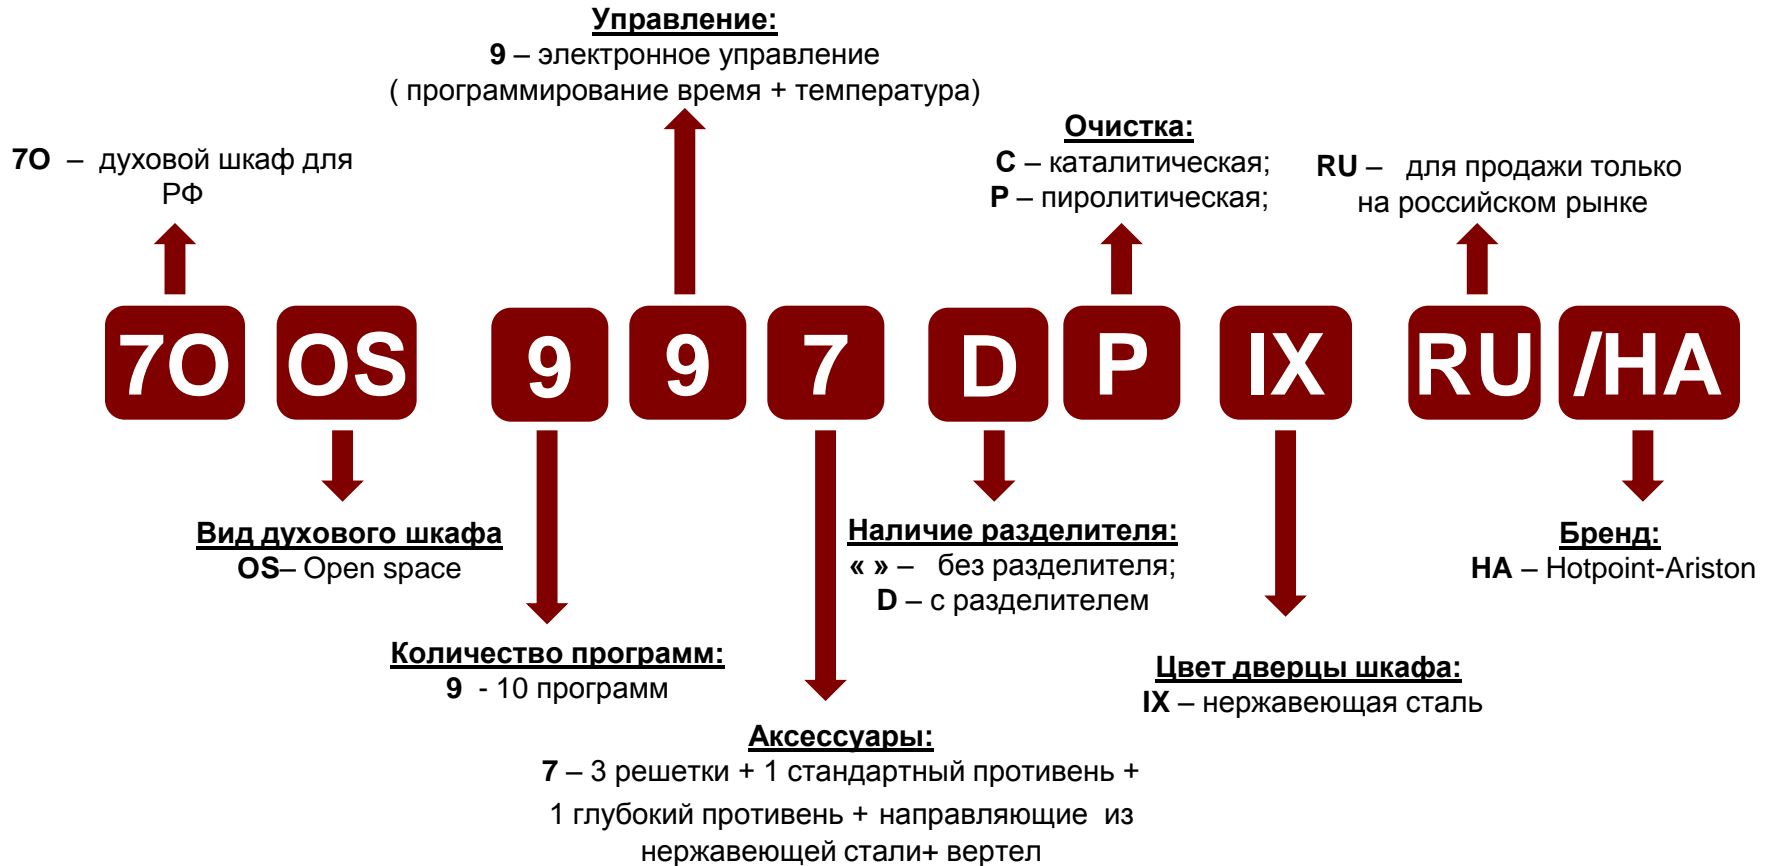 Управление:
9 – электронное управление
( программирование время + температура)
7O – духовой шкаф для
РФ
Очистка:
C – каталитическая;
P – пиролитическая;
RU – для продажи только
на российском рынке
7O OS 9 9 7 D P IX RU /HA
Вид духового шкафа
OS– Open space
Количество программ:
9 - 10 программ
Аксессуары:
7 – 3 решетки + 1 стандартный противень +
1 глубокий противень + направляющие из
нержавеющей стали+ вертел
Наличие разделителя:
« » – без разделителя;
D – с разделителем
Цвет дверцы шкафа:
IX – нержавеющая сталь
Бренд:
HA – Hotpoint-Ariston